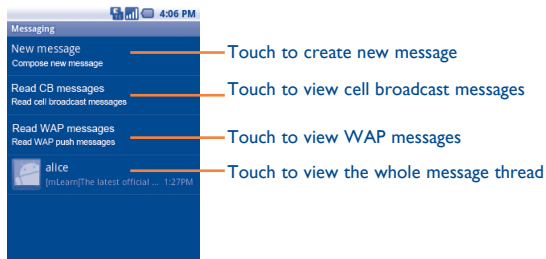 4:06 PM
Messaging
New message
Compose new message
Touch to create new message
Read CB messages
Read cell broadcast messages
Touch to view cell broadcast messages
Read WAP messages
Read WAP push messages
Touch to view WAP messages
alice
[mLearn]The latest official ... 1:27PM
Touch to view the whole message thread